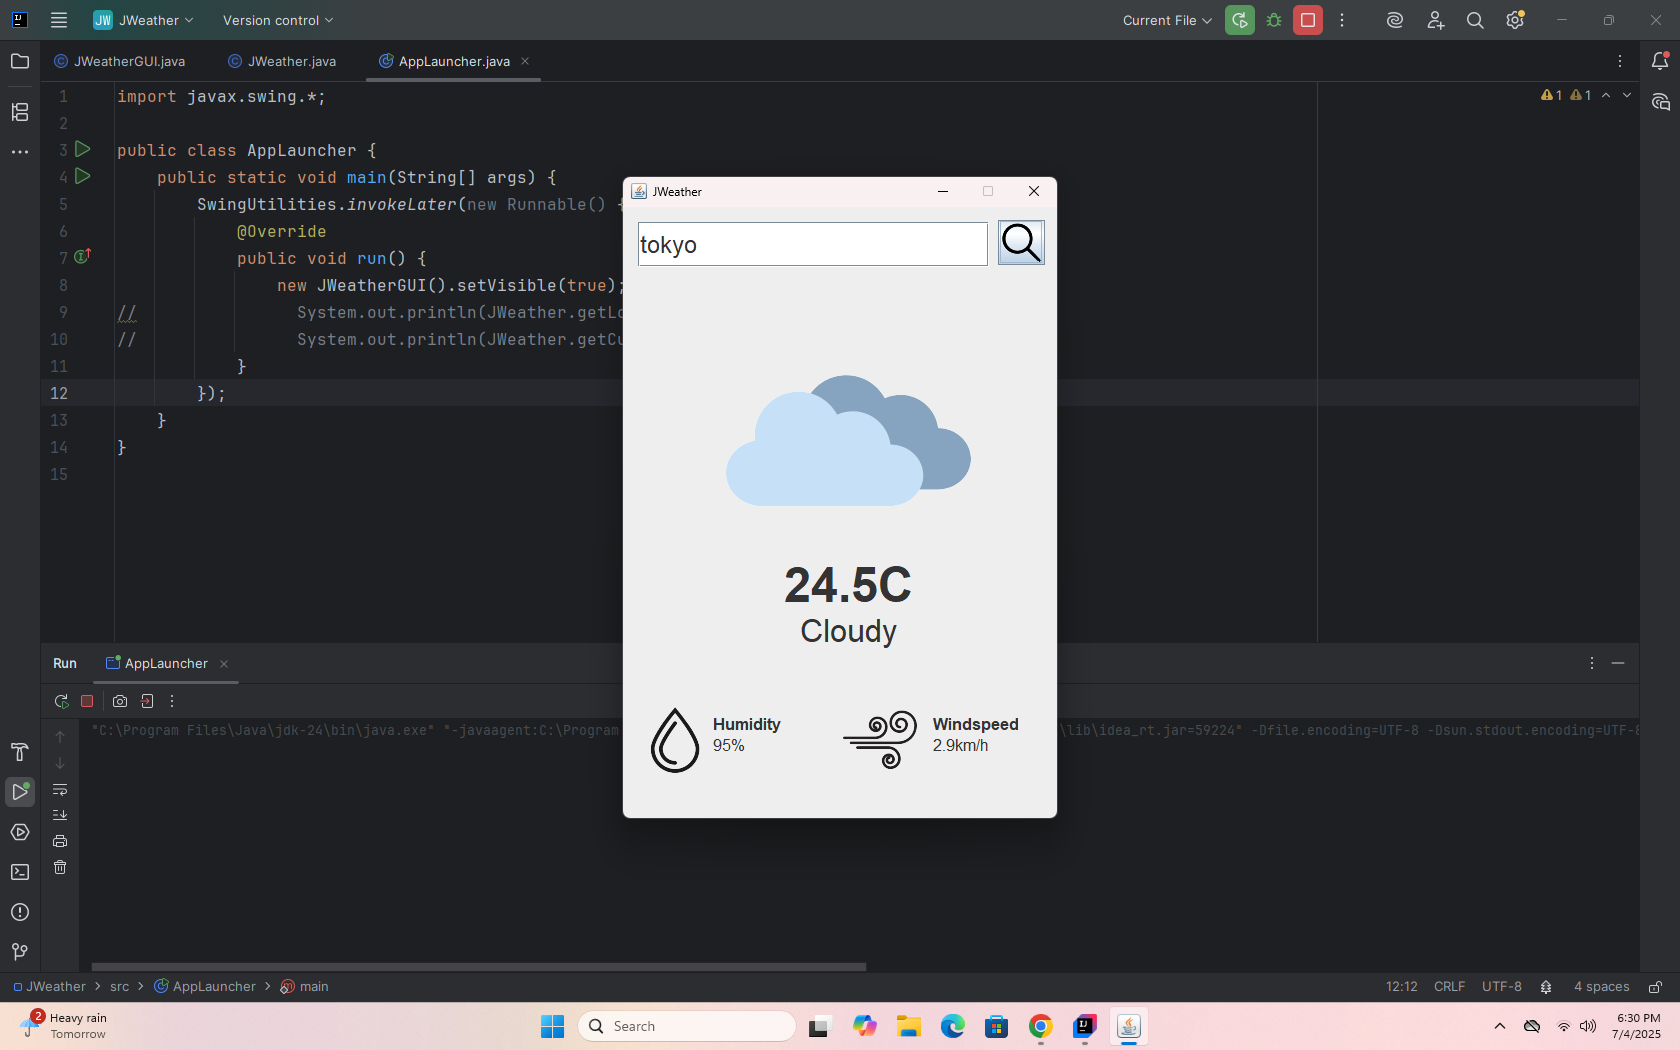 JW JWeather Version control Current File
JWeatherGUI.java JWeather.java AppLauncher.java
1 import javax.swing.*;
2
3 public class AppLauncher {
4 public static void main(String[] args) {
5 SwingUtilities.invokeLater(new Runnable() {
6 @Override
7 public void run() {
8 new JWeatherGUI().setVisible(true);
9 // System.out.println(JWeather.getLo
10 // System.out.println(JWeather.getCu
11 }
12 });
13 }
14 }
15
1 1
JWeather
tokyo
24.5C
Cloudy
Humidity
95%
Windspeed
2.9km/h
Run AppLauncher
"C:\Program Files\Java\jdk-24\bin\java.exe" "-javaagent:C:\Program \lib\idea_rt.jar=59224" -Dfile.encoding=UTF-8 -Dsun.stdout.encoding=UTF-8
JWeather src AppLauncher main 12:12 CRLF UTF-8 4 spaces
2 Heavy rain
Tomorrow
Search
6:30 PM
7/4/2025